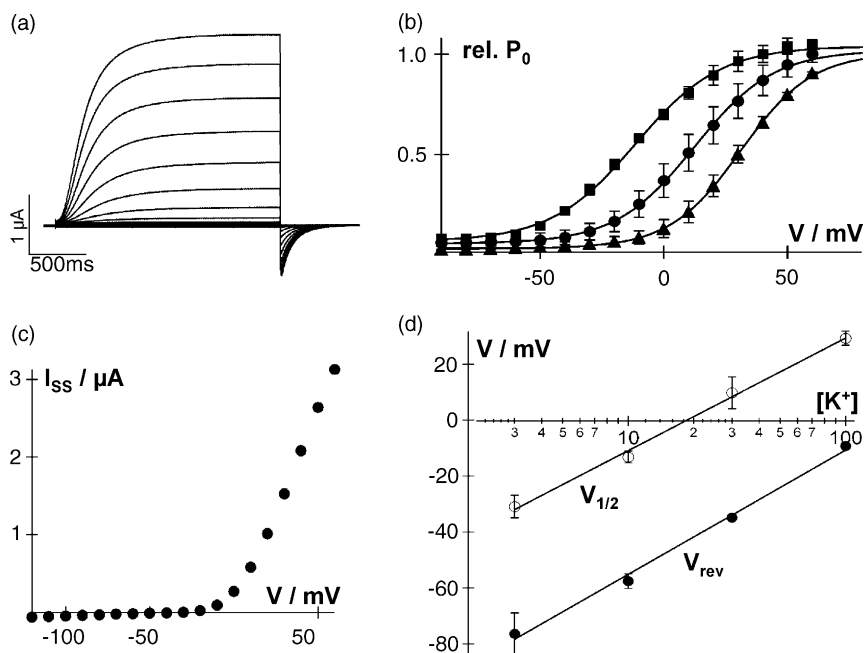 (a)
1 µA
500ms
(b)
rel. P0
1.0
0.5
V / mV
-50
0
50
(c)
ISS / µA
3
2
1
V / mV
-100
-50
50
(d)
V / mV
20
0
-20
-40
-60
-80
[K+]
3 4 5 6 7 10 2 3 4 5 6 7 100
V1/2
Vrev